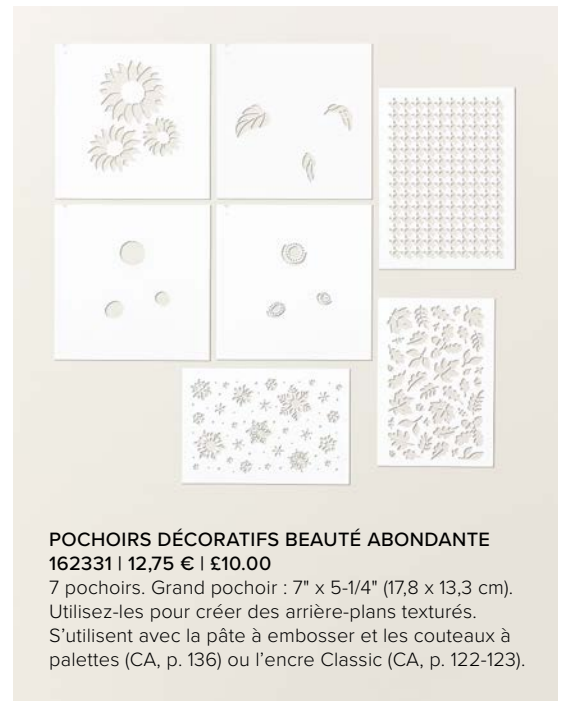 POCHOIRS DÉCORATIFS BEAUTÉ ABONDANTE
162331 | 12,75 € | £10.00
7 pochoirs. Grand pochoir : 7" x 5-1/4" (17,8 x 13,3 cm).
Utilisez-les pour créer des arrière-plans texturés.
S’utilisent avec la pâte à embosser et les couteaux à
palettes (CA, p. 136) ou l’encre Classic (CA, p. 122-123).